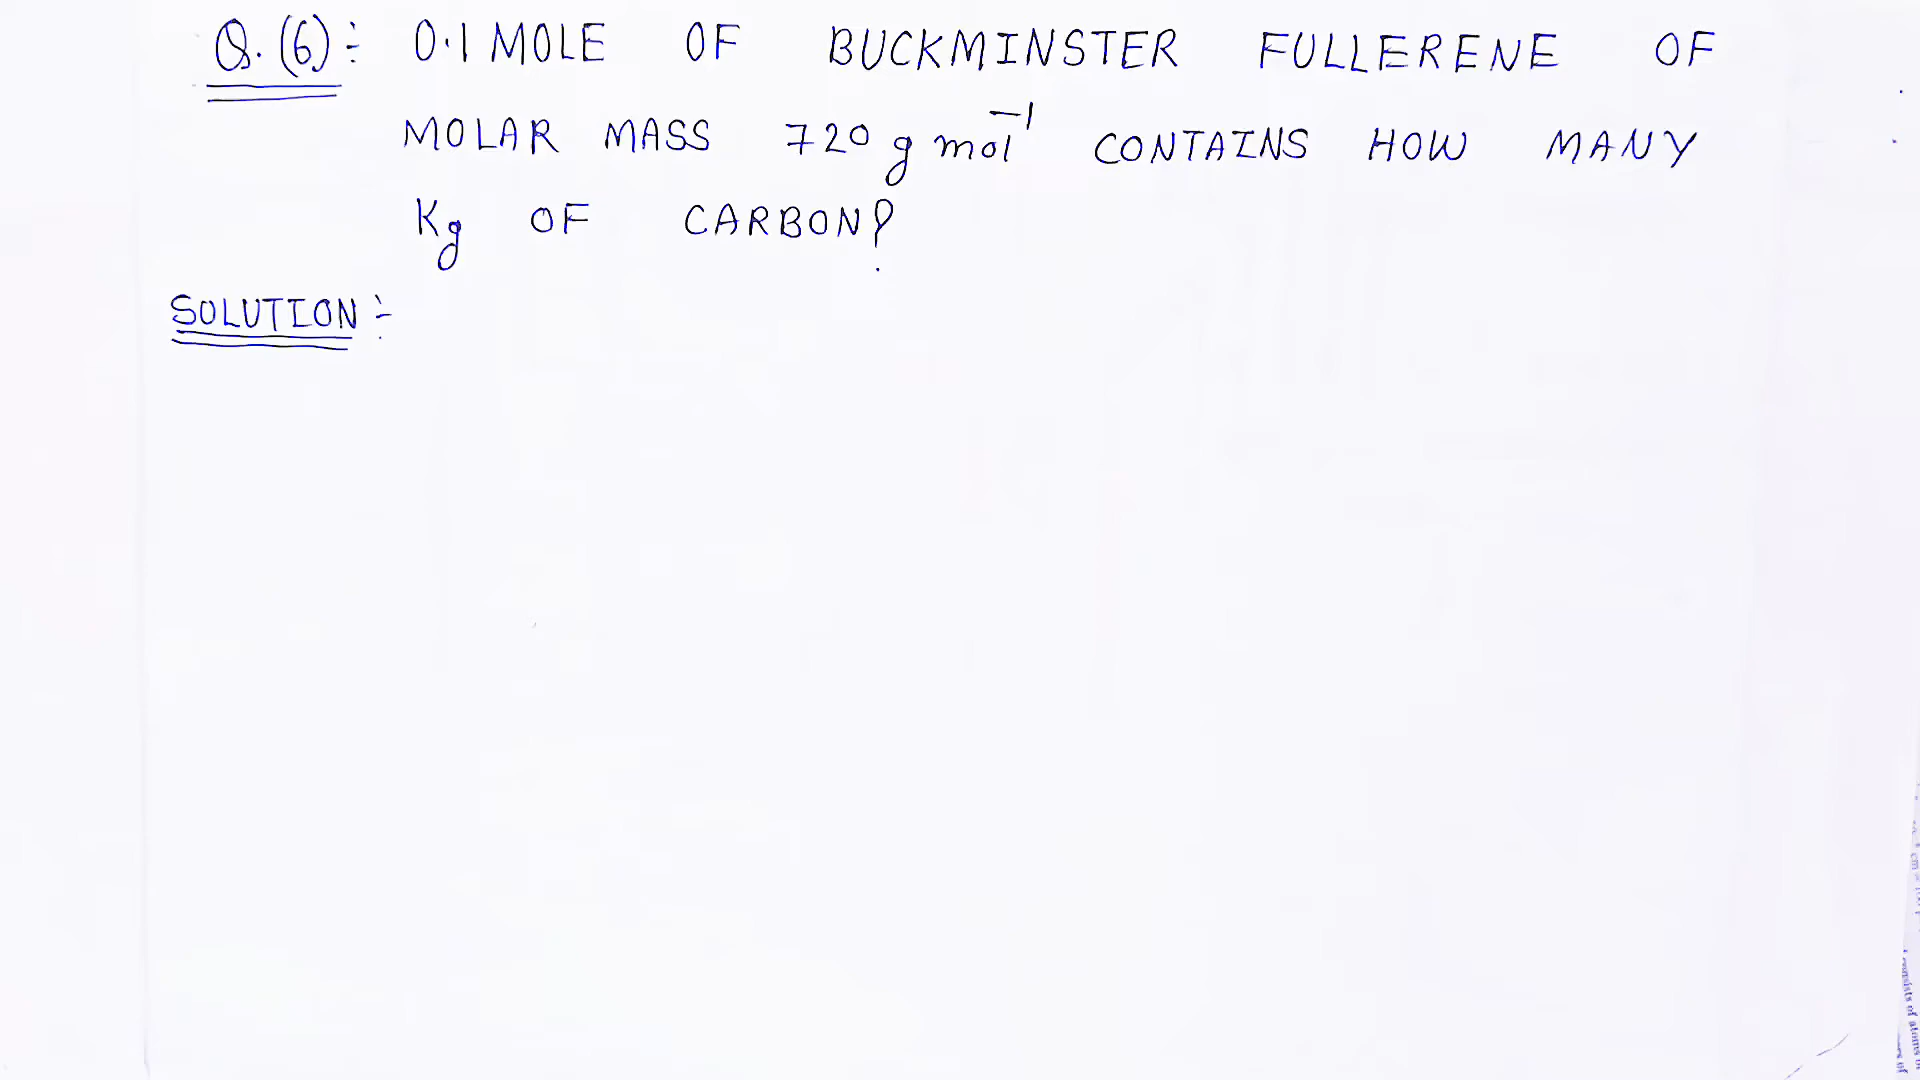 Q.(6):- 0.1 MOLE OF BUCKMINSTER FULLERENE OF
MOLAR MASS 720 g mol⁻¹ CONTAINS HOW MANY
Kg OF CARBON?
SOLUTION :-